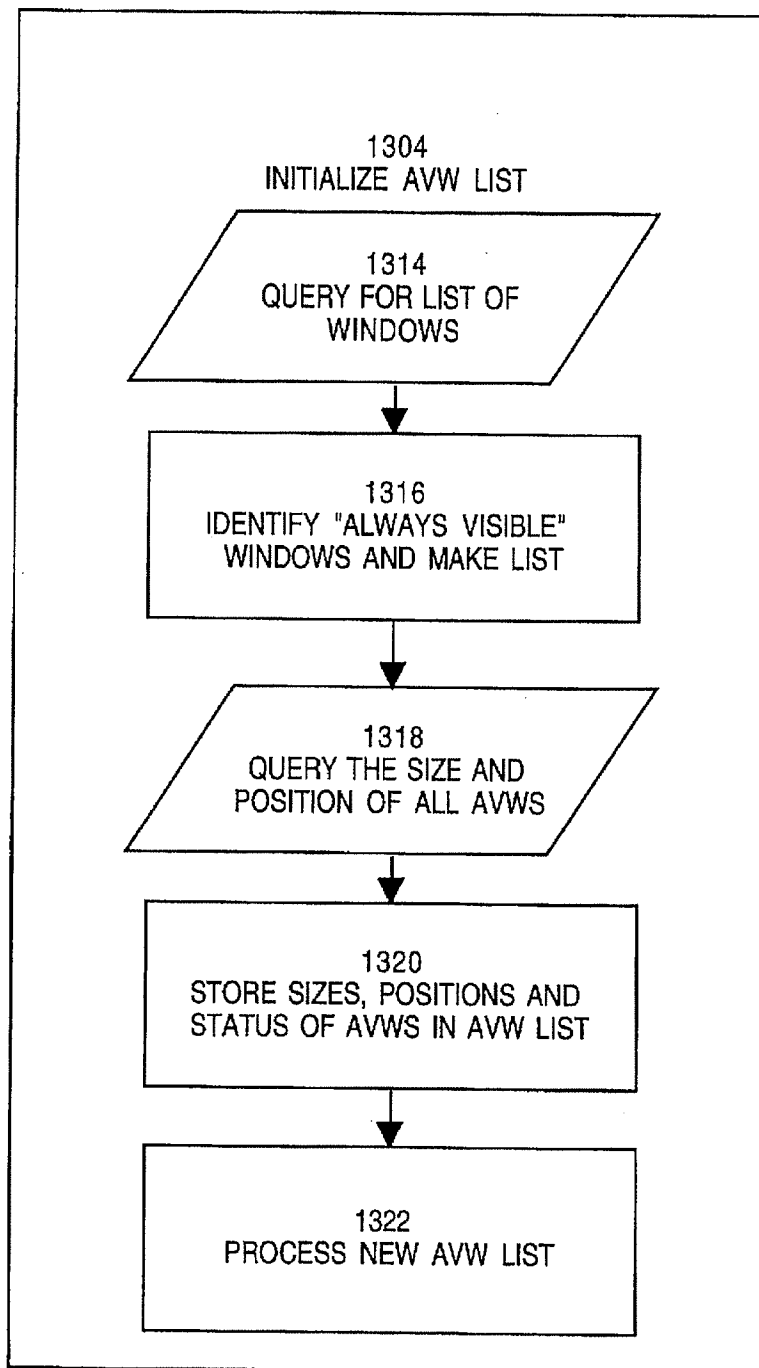 1304
INITIALIZE AVW LIST
1314
QUERY FOR LIST OF
WINDOWS
1316
IDENTIFY "ALWAYS VISIBLE"
WINDOWS AND MAKE LIST
1318
QUERY THE SIZE AND
POSITION OF ALL AVWS
1320
STORE SIZES, POSITIONS AND
STATUS OF AVWS IN AVW LIST
1322
PROCESS NEW AVW LIST